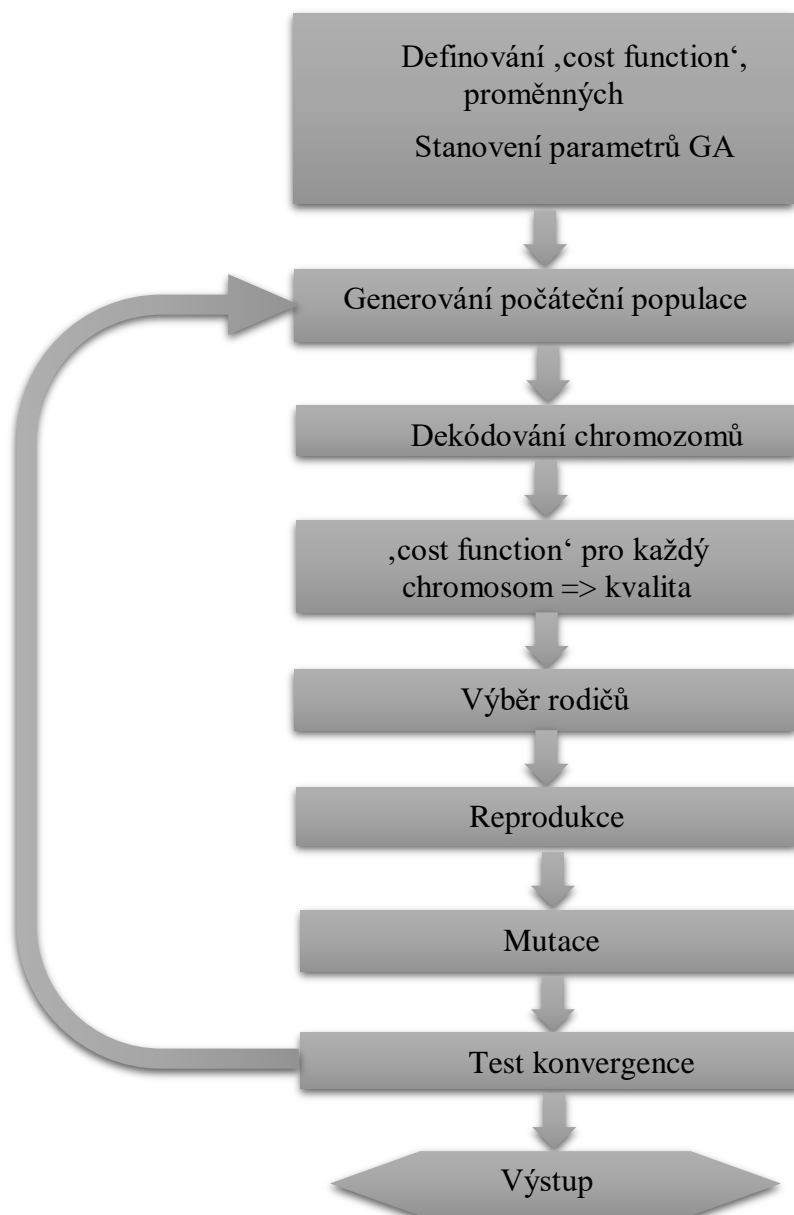 Definování ‚cost function‘,
proměnných
Stanovení parametrů GA
Generování počáteční populace
Dekódování chromozomů
‚cost function‘ pro každý
chromosom => kvalita
Výběr rodičů
Reprodukce
Mutace
Test konvergence
Výstup